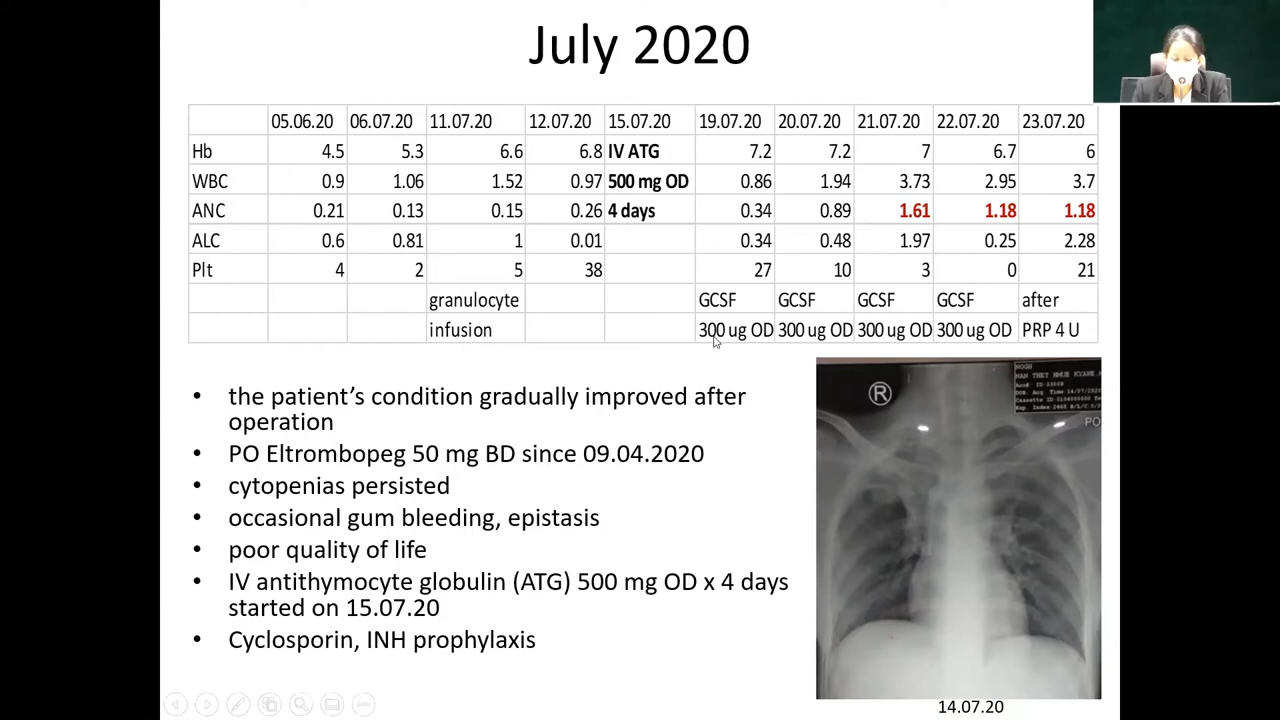 July 2020
05.06.20 06.07.20 11.07.20 12.07.20 15.07.20 19.07.20 20.07.20 21.07.20 22.07.20 23.07.20
Hb 4.5 5.3 6.6 6.8 IV ATG 7.2 7.2 7 6.7 6
WBC 0.9 1.06 1.52 0.97 500 mg OD 0.86 1.94 3.73 2.95 3.7
ANC 0.21 0.13 0.15 0.26 4 days 0.34 0.89 1.61 1.18 1.18
ALC 0.6 0.81 1 0.01 0.34 0.48 1.97 0.25 2.28
Plt 4 2 5 38 27 10 3 0 21
granulocyte GCSF GCSF GCSF GCSF after
infusion 300 ug OD 300 ug OD 300 ug OD 300 ug OD PRP 4 U
• the patient's condition gradually improved after
operation
• PO Eltrombopeg 50 mg BD since 09.04.2020
• cytopenias persisted
• occasional gum bleeding, epistasis
• poor quality of life
• IV antithymocyte globulin (ATG) 500 mg OD x 4 days
started on 15.07.20
• Cyclosporin, INH prophylaxis
R
PO
14.07.20